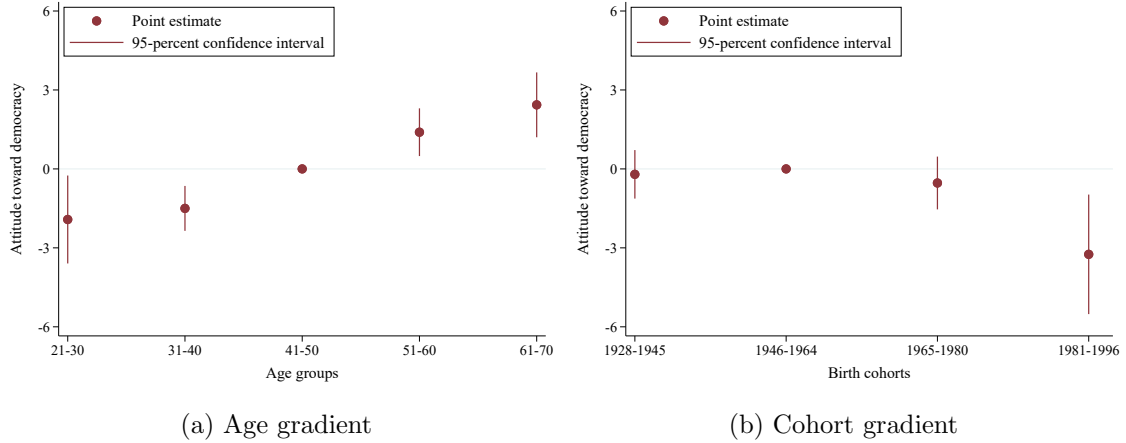 6
3
0
-3
-6
Attitude toward democracy
Point estimate
95-percent confidence interval
21-30
31-40
41-50
51-60
61-70
Age groups
(a) Age gradient
6
3
0
-3
-6
Attitude toward democracy
Point estimate
95-percent confidence interval
1928-1945
1946-1964
1965-1980
1981-1996
Birth cohorts
(b) Cohort gradient